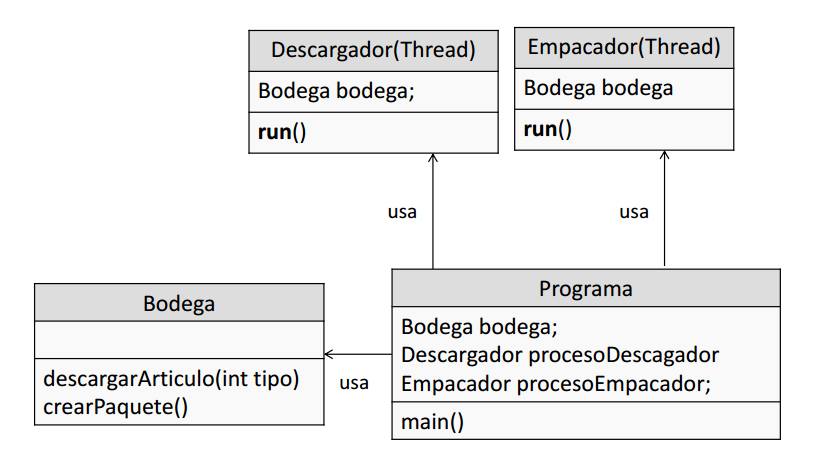 Descargador(Thread)
Bodega bodega;
run()
Empacador(Thread)
Bodega bodega
run()
usa
usa
Bodega
descargarArticulo(int tipo)
crearPaquete()
usa
Programa
Bodega bodega;
Descargador procesoDescagador
Empacador procesoEmpacador;
main()